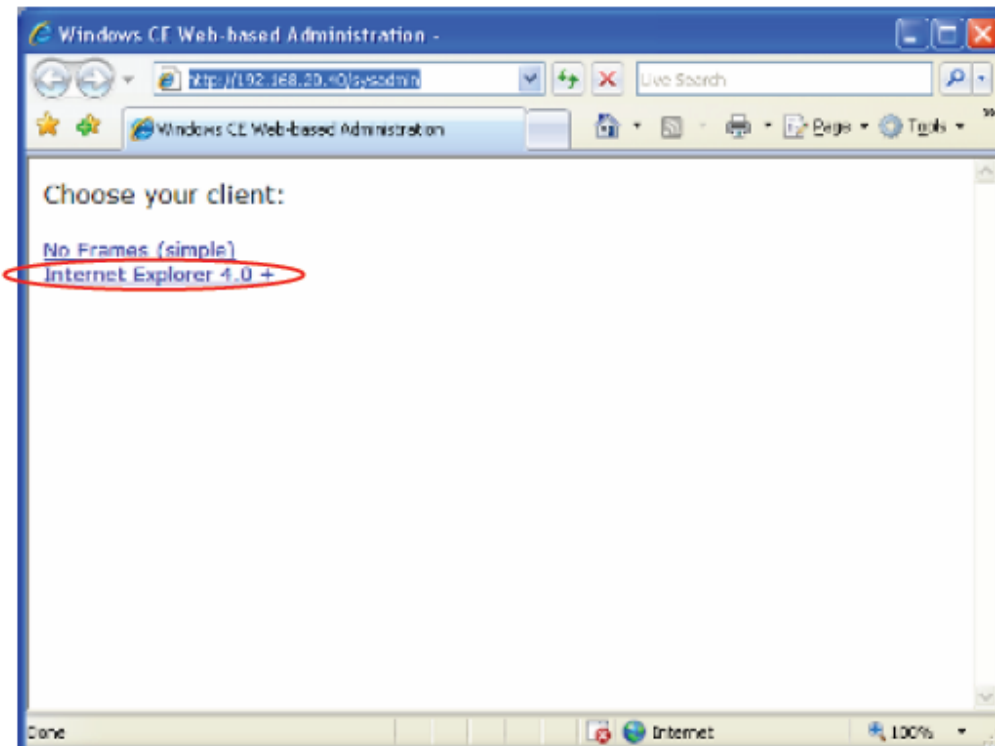 Windows CE Web-based Administration -
http://192.168.20.40/sysadmin
Live Search
Windows CE Web-based Administration
Page
Tools
Choose your client:
No Frames (simple)
Internet Explorer 4.0 +
Done
Internet
100%